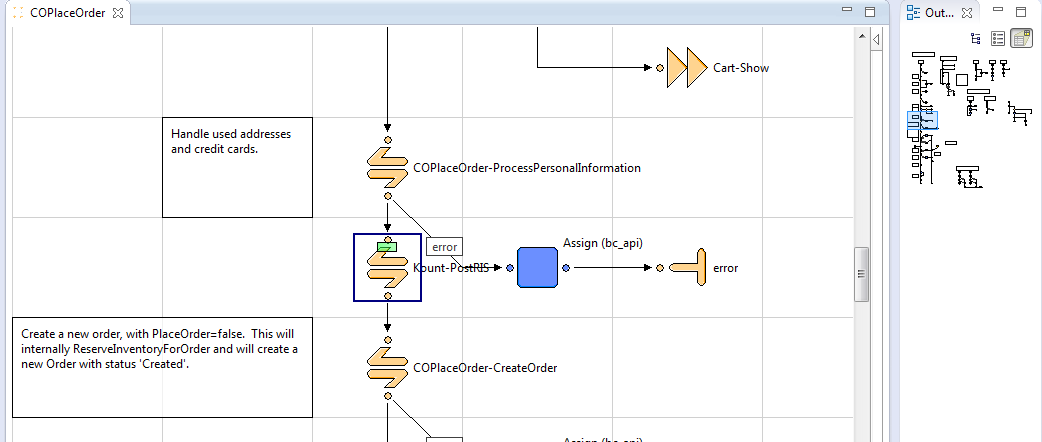 COPlaceOrder
Out...
Cart-Show
Handle used addresses
and credit cards.
COPlaceOrder-ProcessPersonalInformation
error
Assign (bc_api)
Kount-PostRIS
error
Create a new order, with PlaceOrder=false.  This will
internally ReserveInventoryForOrder and will create a
new Order with status 'Created'.
COPlaceOrder-CreateOrder
Assign (bc_api)